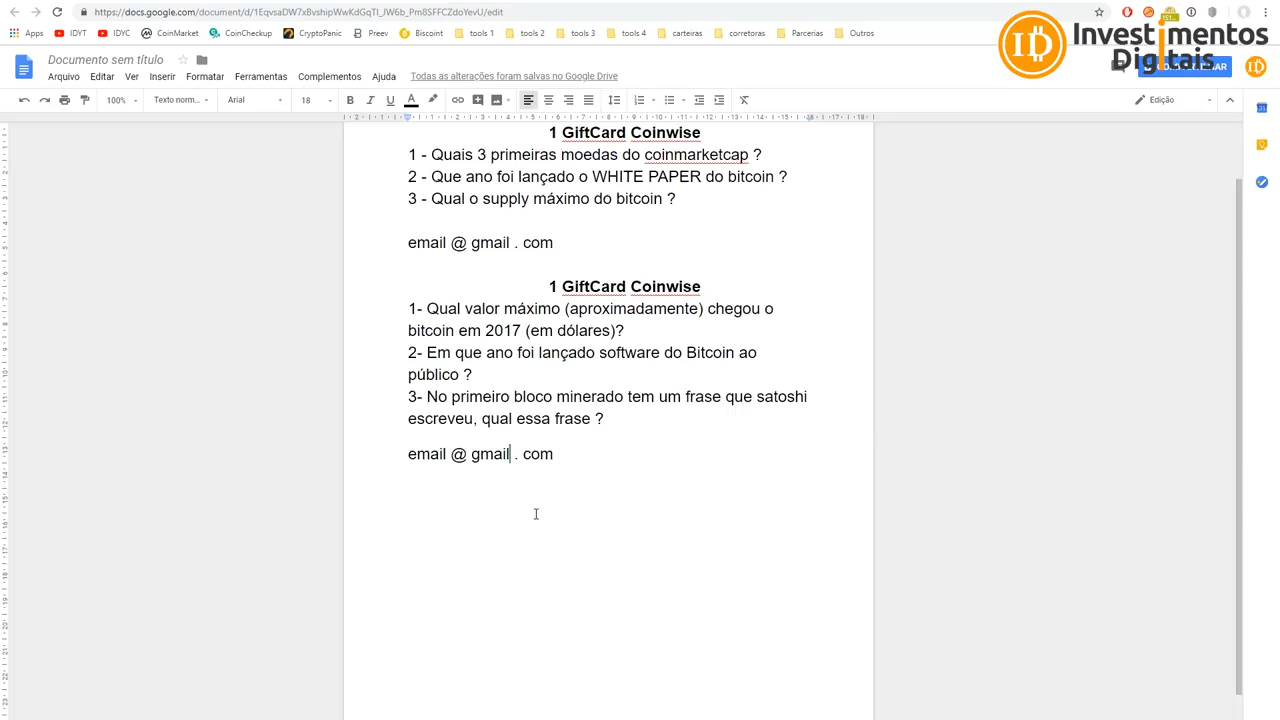 https://docs.google.com/document/d/1EqvsaDW7xBvshipWwKdGqTI_JW6b_Pm8SFFCZdoYevU/edit
Apps IDYT IDYC CoinMarket CoinCheckup CryptoPanic Preev Biscoint tools 1 tools 2 tools 3 tools 4 carteiras corretoras Parcerias Outros
Investimentos
Digitais
Documento sem título
Arquivo Editar Ver Inserir Formatar Ferramentas Complementos Ajuda Todas as alterações foram salvas no Google Drive
100% Texto norm... Arial 18 Edição
1 GiftCard Coinwise
1 - Quais 3 primeiras moedas do coinmarketcap ?
2 - Que ano foi lançado o WHITE PAPER do bitcoin ?
3 - Qual o supply máximo do bitcoin ?
email @ gmail . com
1 GiftCard Coinwise
1- Qual valor máximo (aproximadamente) chegou o
bitcoin em 2017 (em dólares)?
2- Em que ano foi lançado software do Bitcoin ao
público ?
3- No primeiro bloco minerado tem um frase que satoshi
escreveu, qual essa frase ?
email @ gmail . com